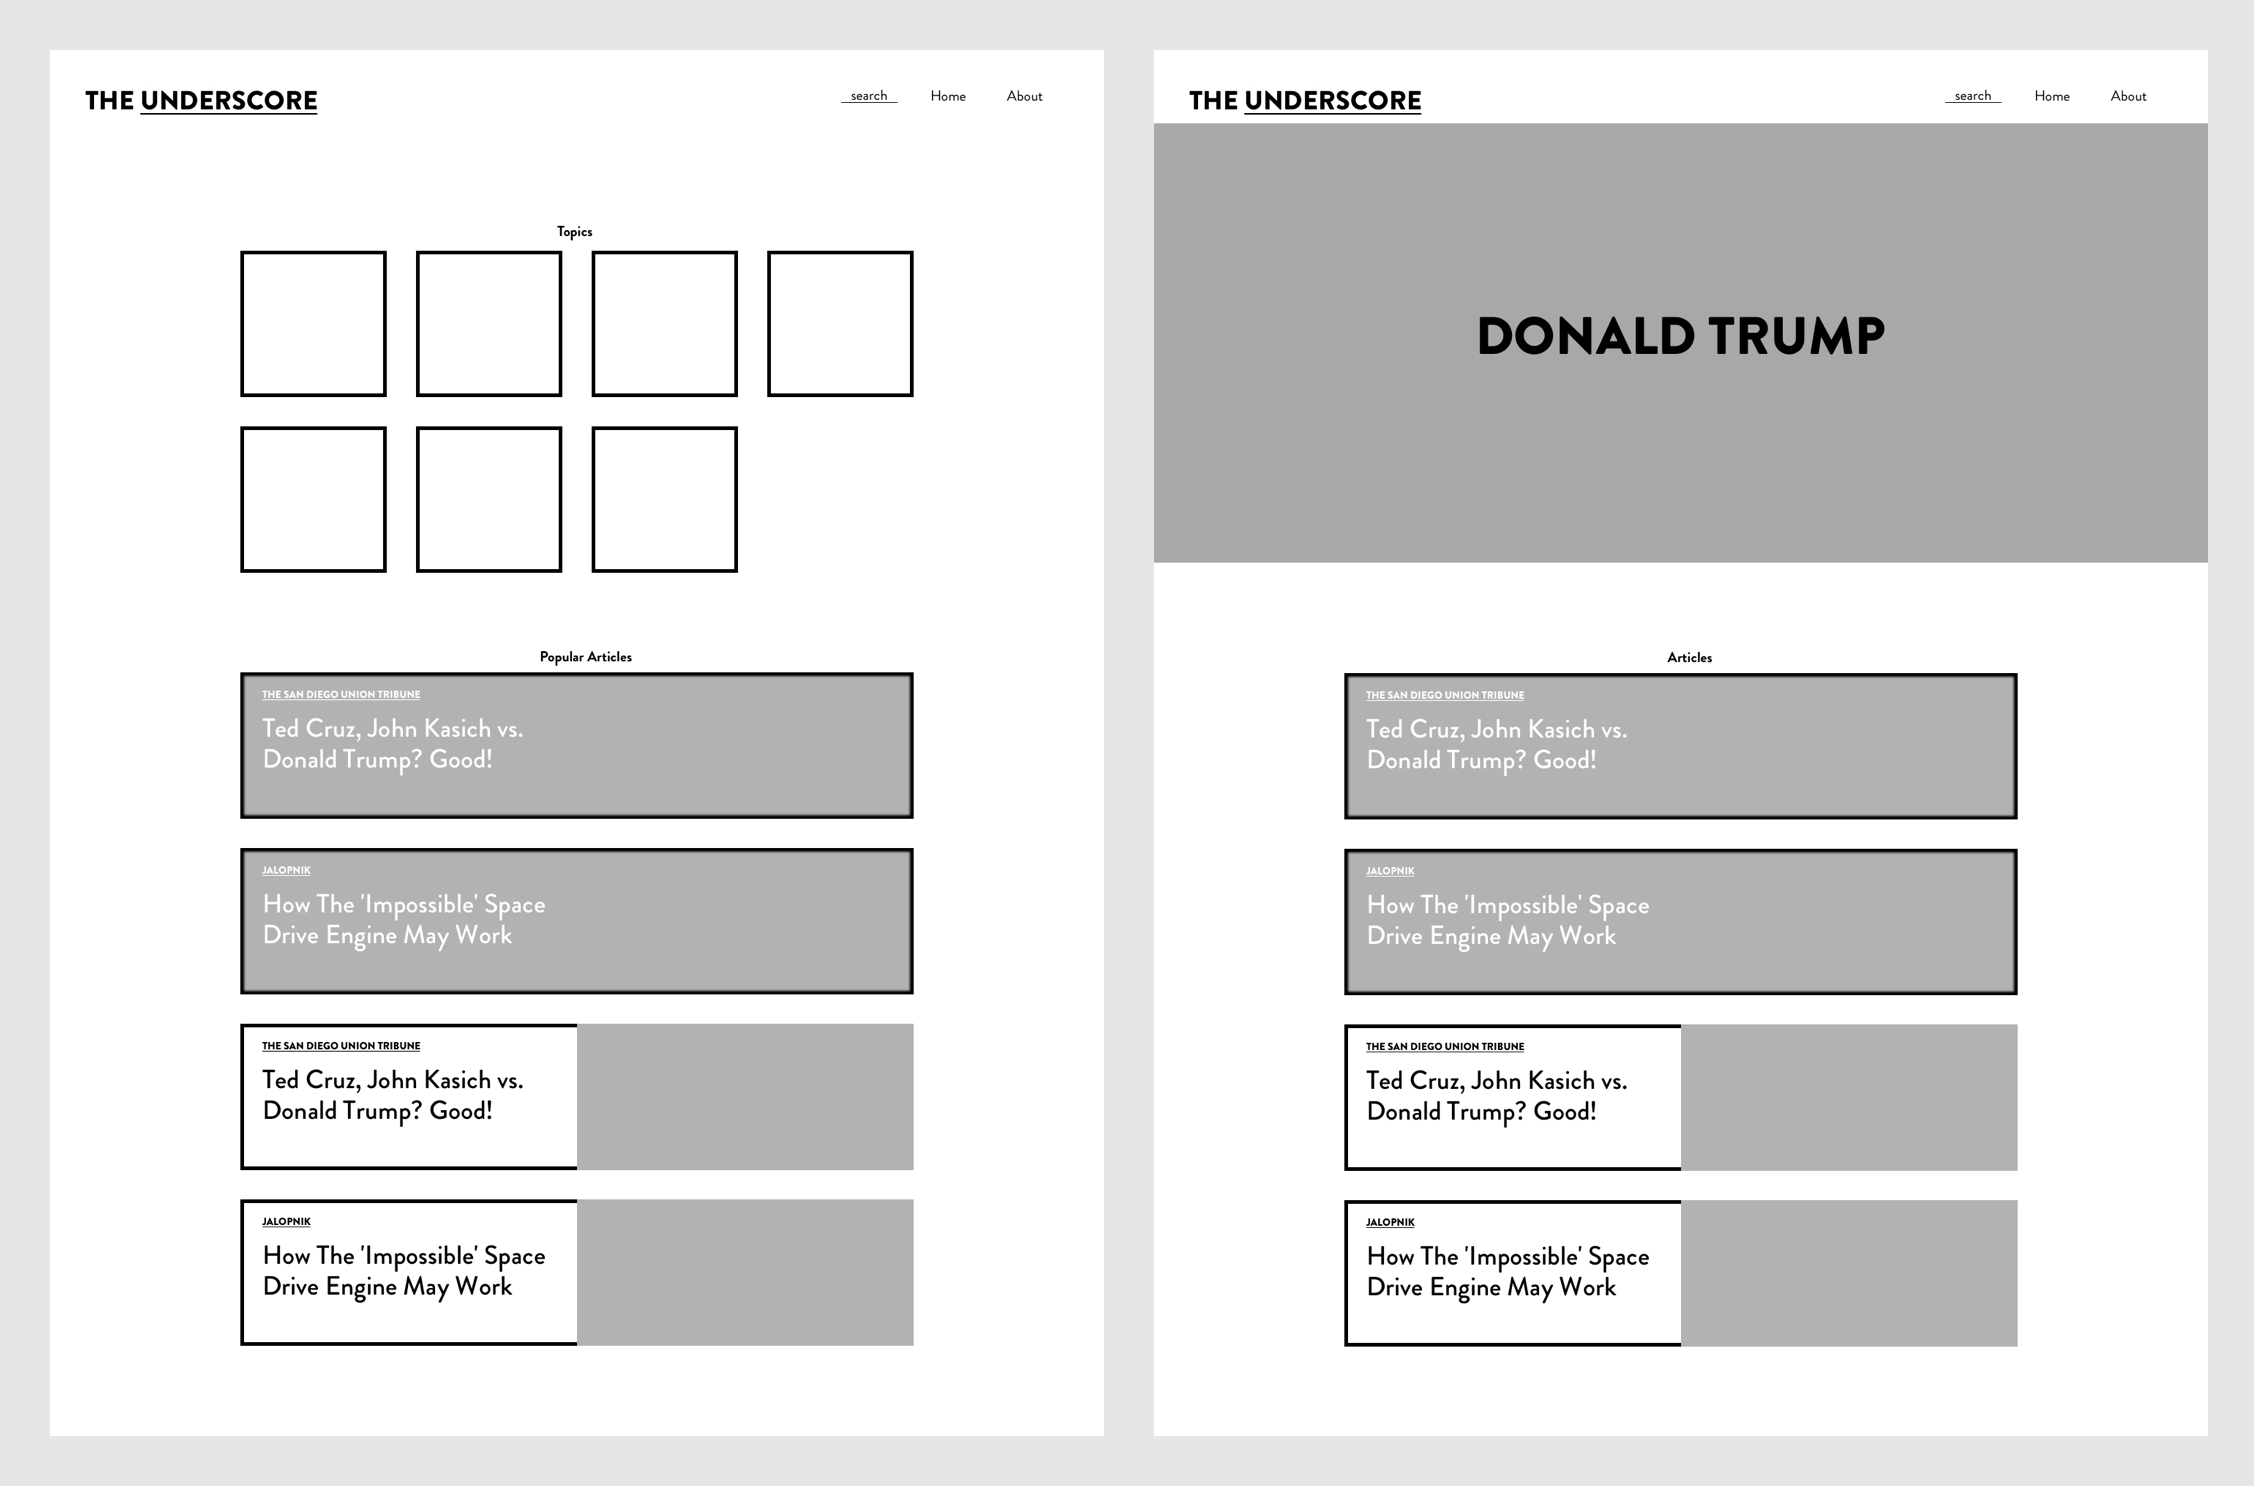 THE UNDERSCORE
search Home About
Topics
Popular Articles
THE SAN DIEGO UNION TRIBUNE
Ted Cruz, John Kasich vs.
Donald Trump? Good!
JALOPNIK
How The 'Impossible' Space
Drive Engine May Work
THE SAN DIEGO UNION TRIBUNE
Ted Cruz, John Kasich vs.
Donald Trump? Good!
JALOPNIK
How The 'Impossible' Space
Drive Engine May Work
THE UNDERSCORE
search Home About
DONALD TRUMP
Articles
THE SAN DIEGO UNION TRIBUNE
Ted Cruz, John Kasich vs.
Donald Trump? Good!
JALOPNIK
How The 'Impossible' Space
Drive Engine May Work
THE SAN DIEGO UNION TRIBUNE
Ted Cruz, John Kasich vs.
Donald Trump? Good!
JALOPNIK
How The 'Impossible' Space
Drive Engine May Work